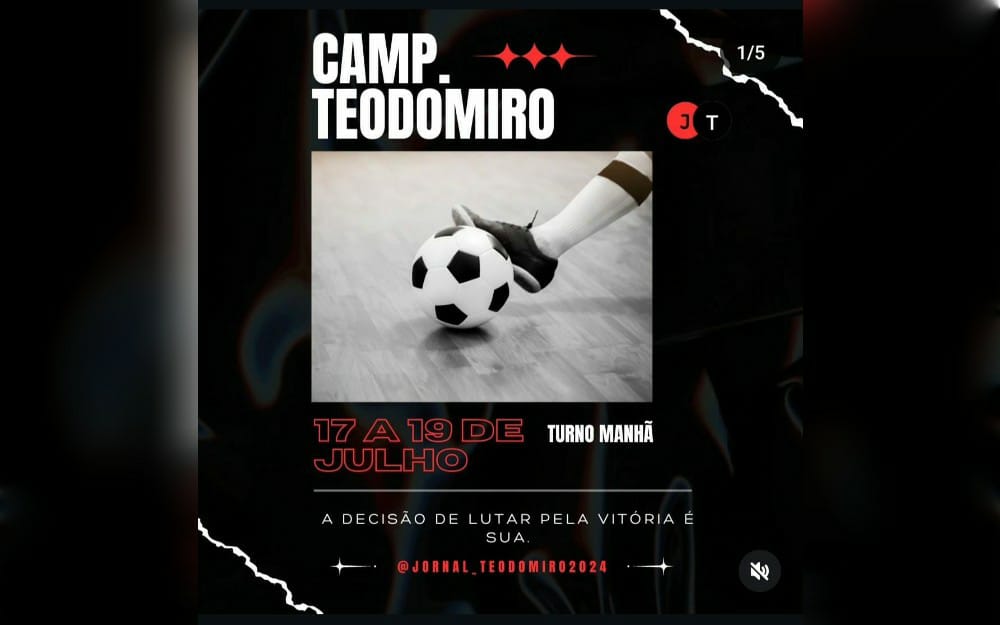 CAMP.
1/5
TEODOMIRO
J T
17 A 19 DE
JULHO
TURNO MANHÃ
A DECISÃO DE LUTAR PELA VITÓRIA É
SUA.
@JORNAL_TEODOMIRO2024